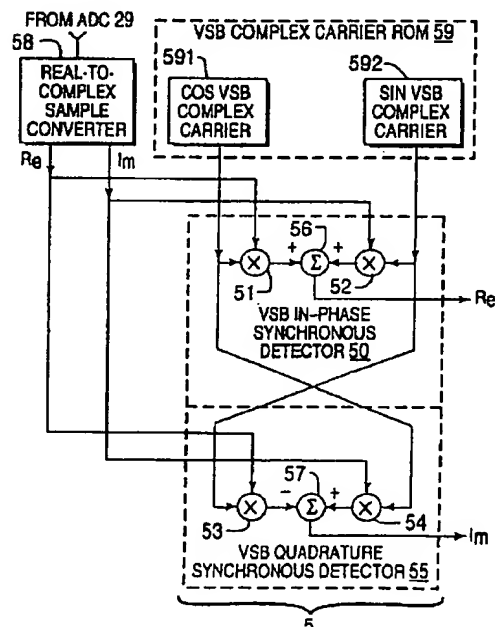 FROM ADC 29
58
REAL-TO-
COMPLEX
SAMPLE
CONVERTER
Re
Im
VSB COMPLEX CARRIER ROM 59
591
COS VSB
COMPLEX
CARRIER
592
SIN VSB
COMPLEX
CARRIER
56
+
Σ
+
×
×
51
52
Re
VSB IN-PHASE
SYNCHRONOUS
DETECTOR 50
57
-
Σ
+
×
×
53
54
Im
VSB QUADRATURE
SYNCHRONOUS DETECTOR 55
5